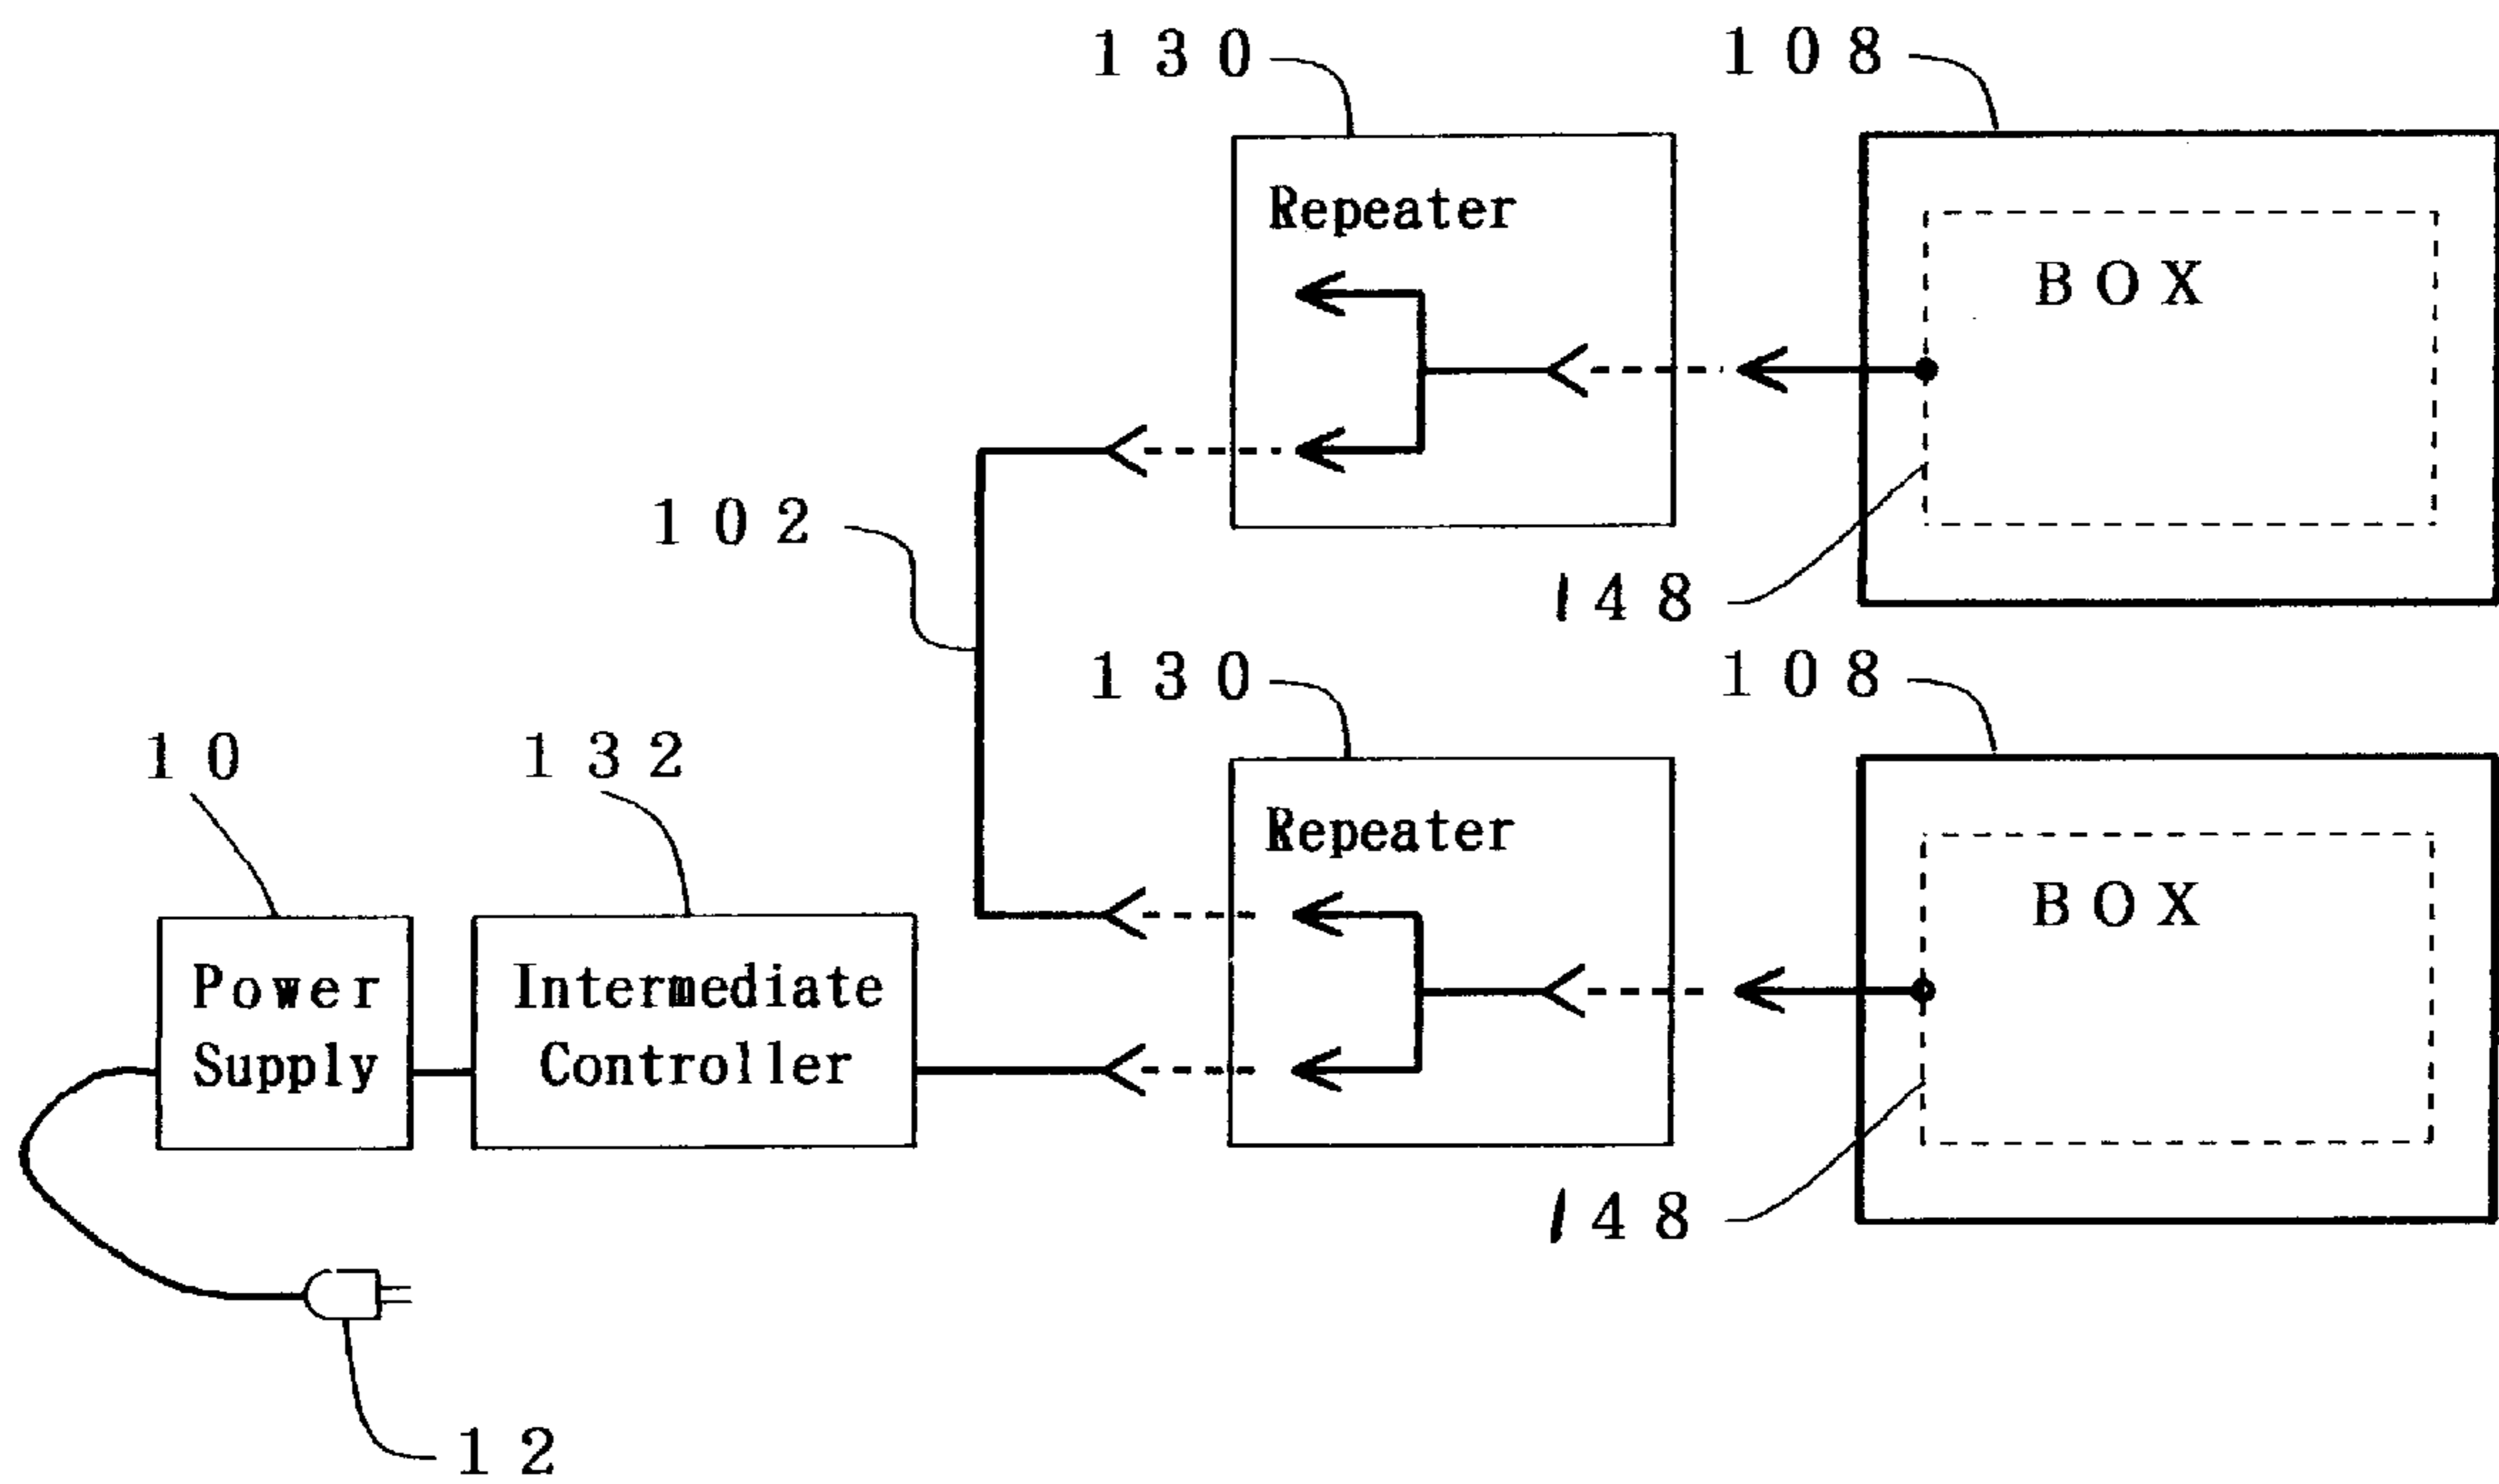 130
108
Repeater
BOX
102
148
130
108
10
132
Repeater
BOX
Power
Supply
Intermediate
Controller
148
12